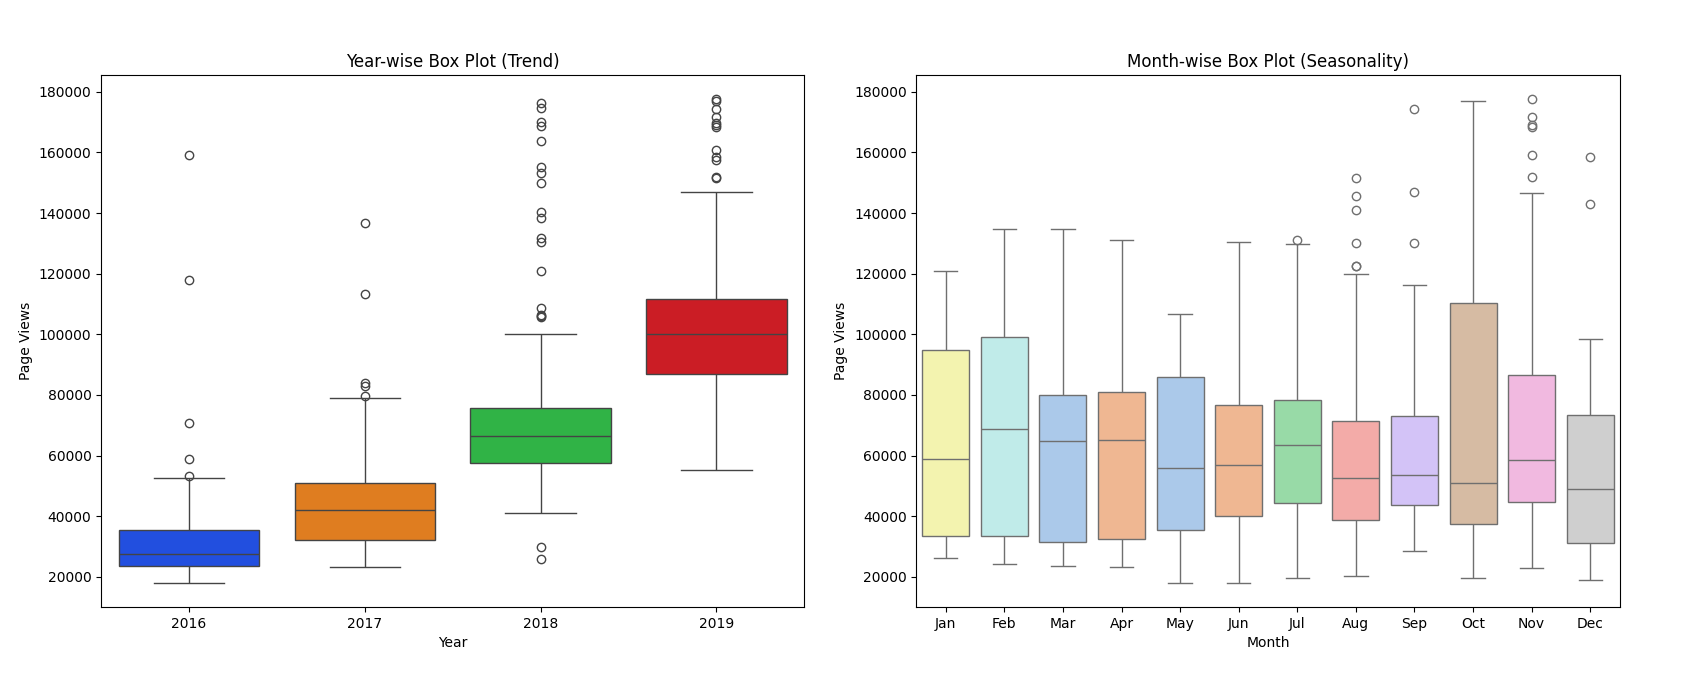 Year-wise Box Plot (Trend)
Page Views
180000
160000
140000
120000
100000
80000
60000
40000
20000
2016 2017 2018 2019
Year
Month-wise Box Plot (Seasonality)
Page Views
180000
160000
140000
120000
100000
80000
60000
40000
20000
Jan Feb Mar Apr May Jun Jul Aug Sep Oct Nov Dec
Month